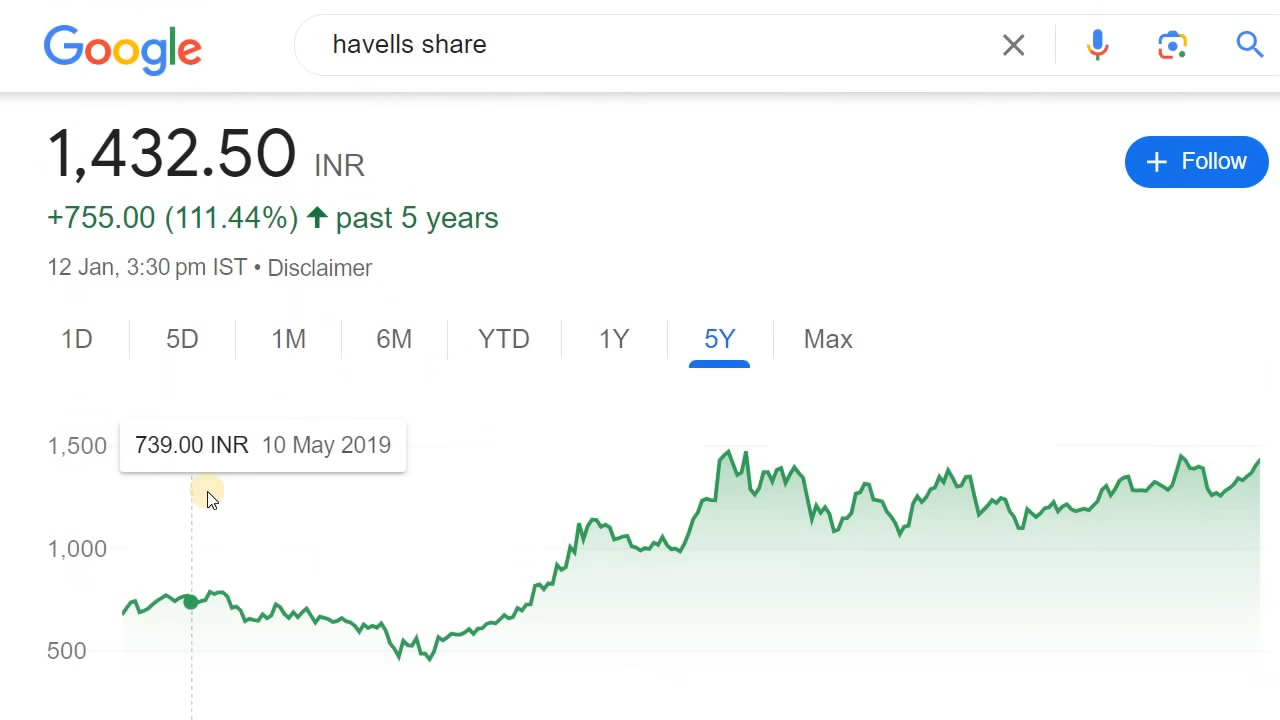 Google
havells share
1,432.50 INR
+ Follow
+755.00 (111.44%) ↑ past 5 years
12 Jan, 3:30 pm IST • Disclaimer
1D 5D 1M 6M YTD 1Y 5Y Max
1,500
739.00 INR 10 May 2019
1,000
500